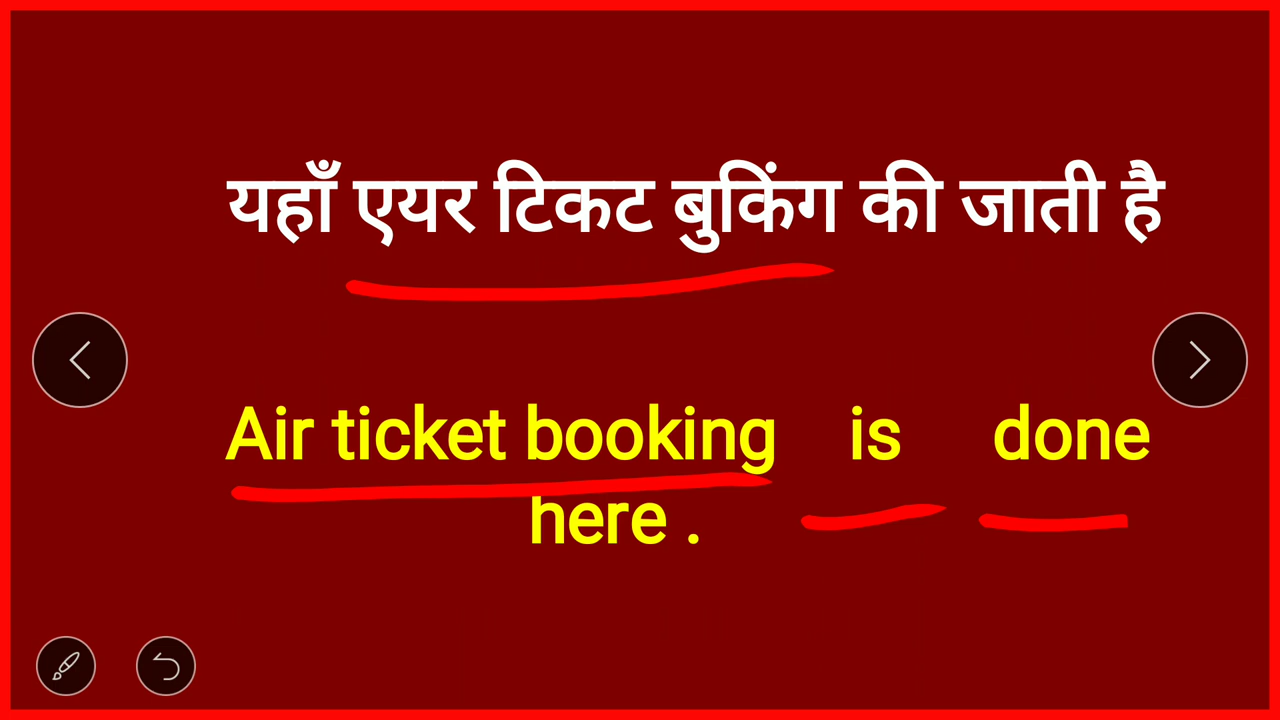 यहाँ एयर टिकट बुकिंग की जाती है
Air ticket booking is done
here .